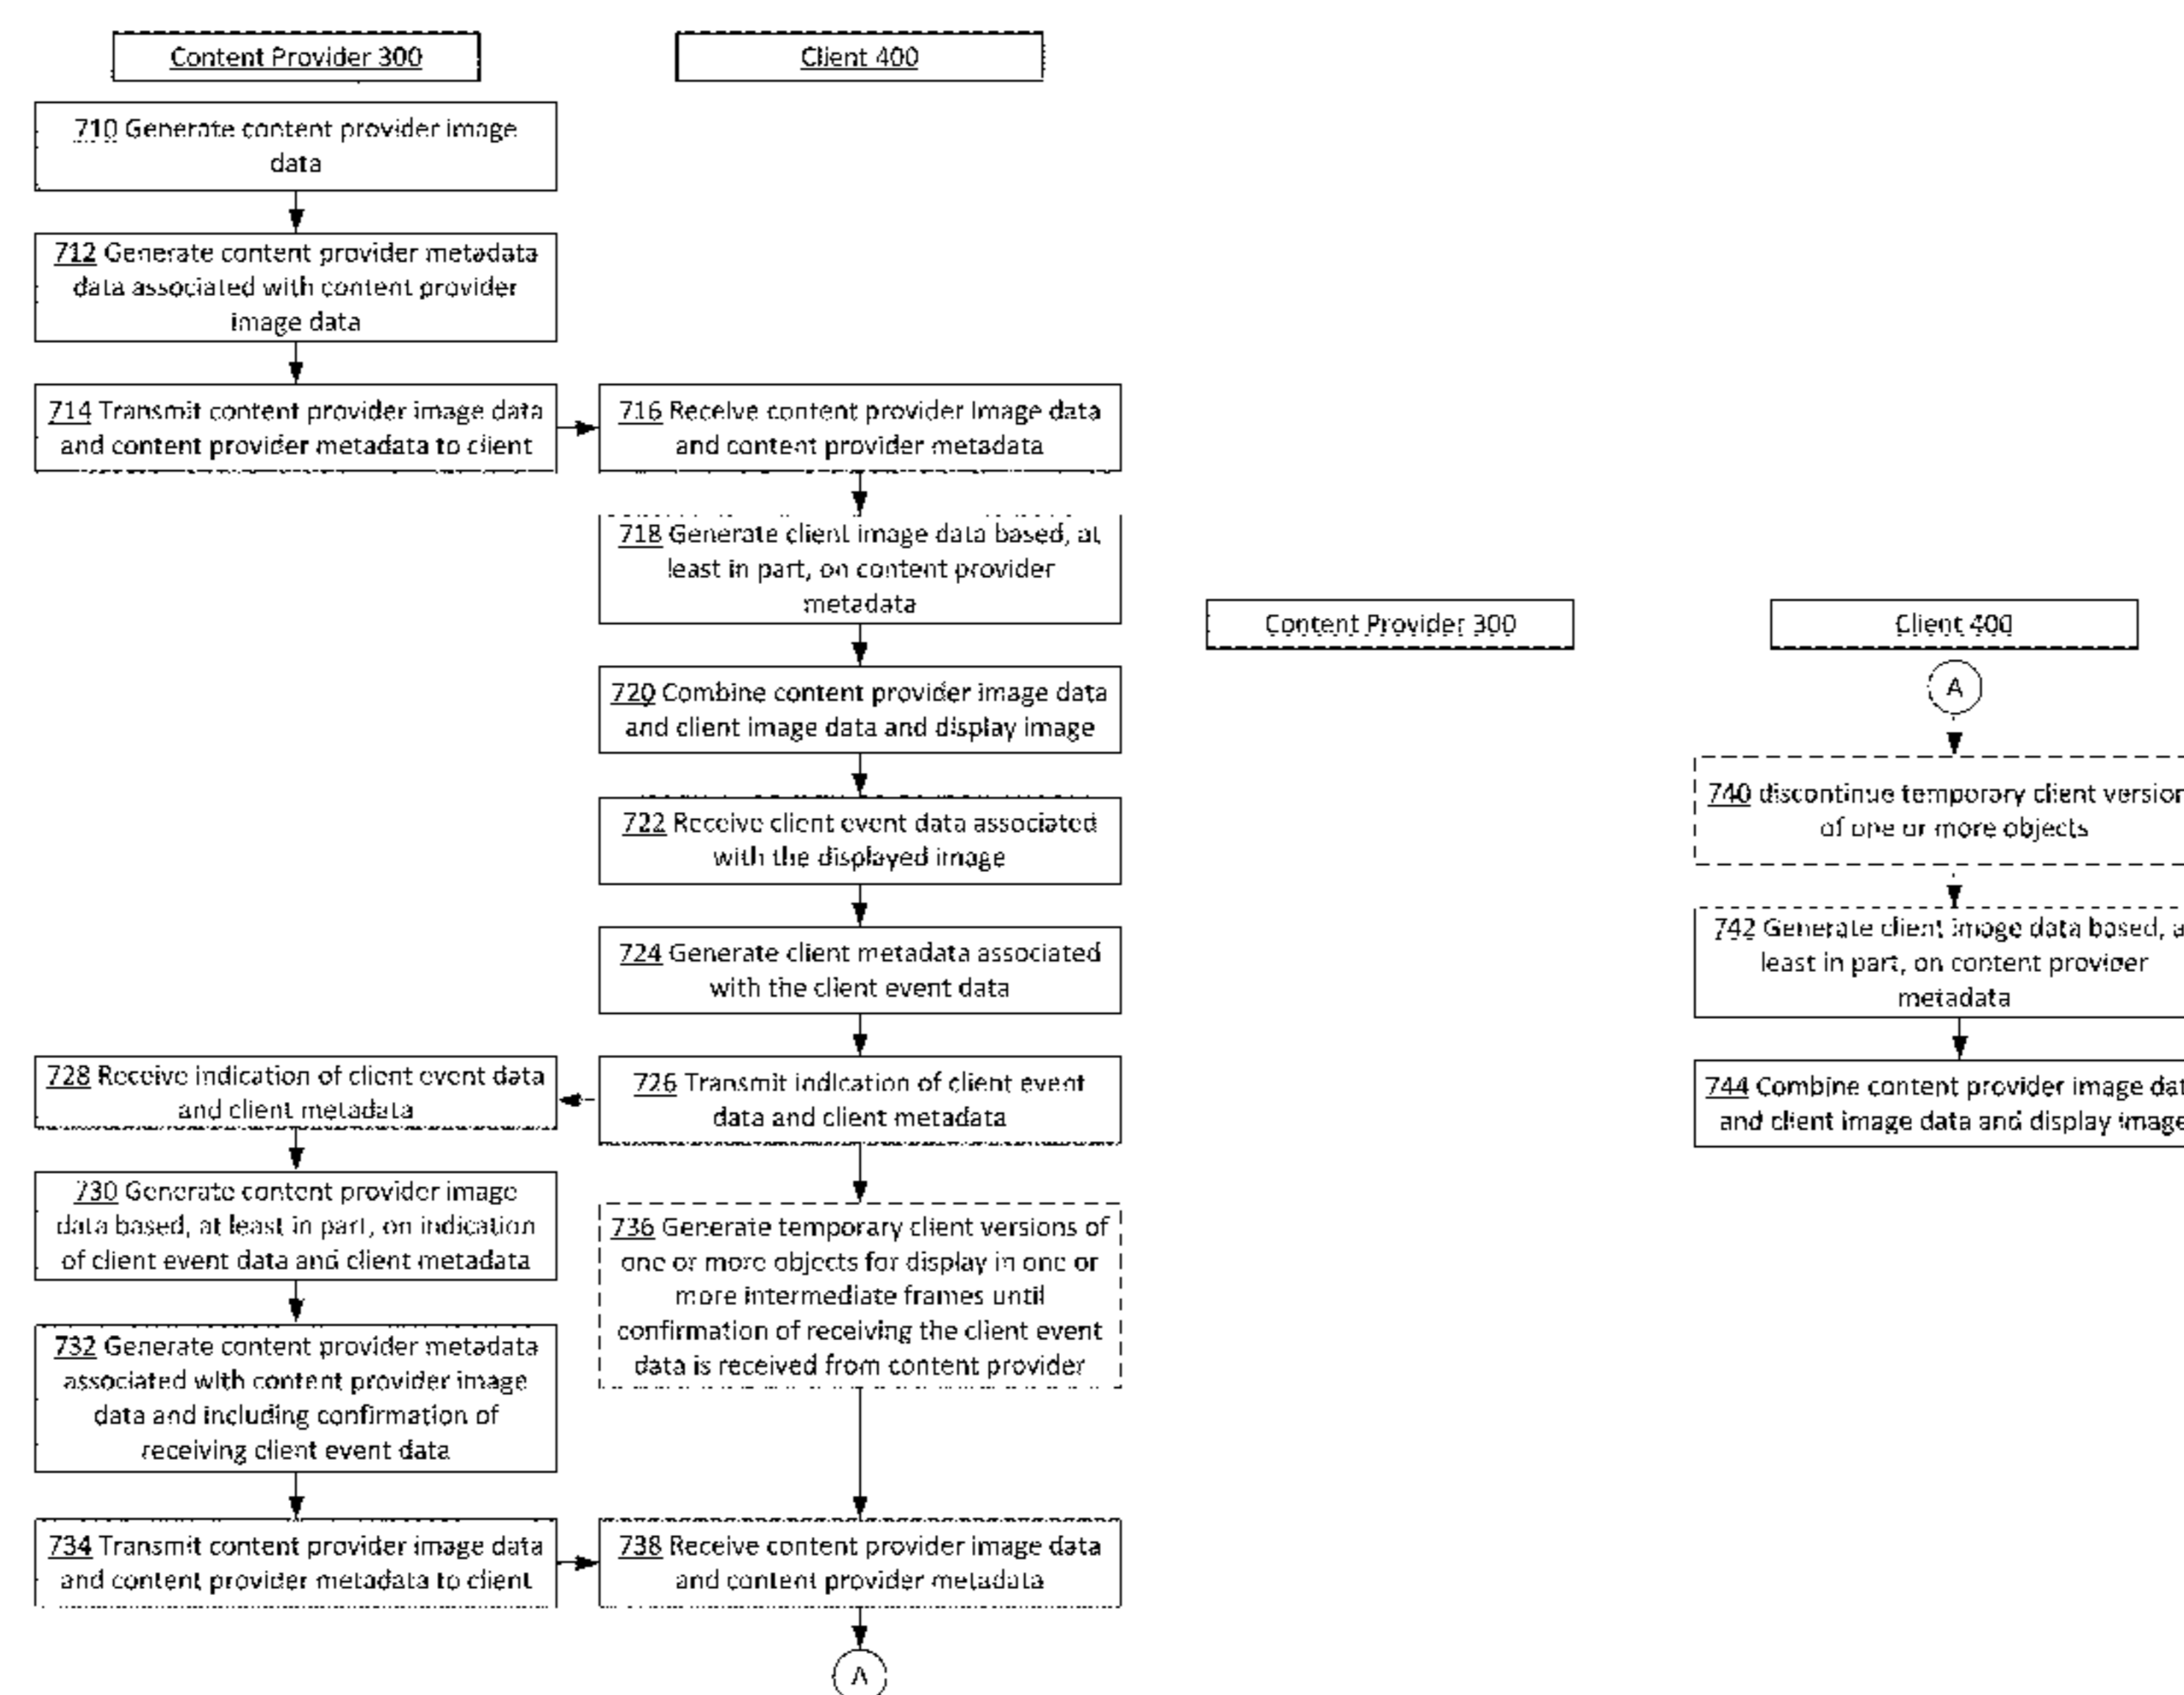 Content Provider 300
Client 400
710 Generate content provider image
data
712 Generate content provider metadata
data associated with content provider
image data
714 Transmit content provider image data
and content provider metadata to client
716 Receive content provider Image data
and content provider metadata
718 Generate client image data based, at
least in part, on content provider
metadata
720 Combine content provider image data
and client image data and display image
722 Receive client event data associated
with the displayed image
724 Generate client metadata associated
with the client event data
726 Transmit indication of client event
data and client metadata
728 Receive indication of client event data
and client metadata
730 Generate content provider image
data based, at least in part, on indication
of client event data and client metadata
732 Generate content provider metadata
associated with content provider image
data and including confirmation of
receiving client event data
734 Transmit content provider image data
and content provider metadata to client
736 Generate temporary client versions of
one or more objects for display in one or
more intermediate frames until
confirmation of receiving the client event
data is received from content provider
738 Receive content provider image data
and content provider metadata
A
Content Provider 300
Client 400
A
740 discontinue temporary client version
of one or more objects
742 Generate client image data based, a
least in part, on content provider
metadata
744 Combine content provider image dat
and client image data and display image